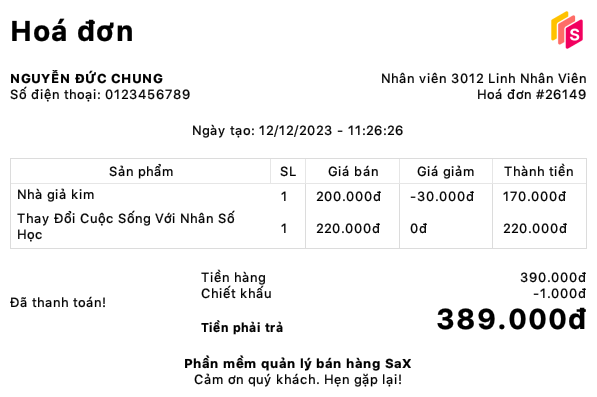 Hoá đơn
S
NGUYỄN ĐỨC CHUNG
Nhân viên 3012 Linh Nhân Viên
Số điện thoại: 0123456789
Hoá đơn #26149
Ngày tạo: 12/12/2023 - 11:26:26
Sản phẩm SL Giá bán Giá giảm Thành tiền
Nhà giả kim 1 200.000đ -30.000đ 170.000đ
Thay Đổi Cuộc Sống Với Nhân Số
Học 1 220.000đ 0đ 220.000đ
Tiền hàng 390.000đ
Chiết khấu -1.000đ
Đã thanh toán!
Tiền phải trả 389.000đ
Phần mềm quản lý bán hàng SaX
Cảm ơn quý khách. Hẹn gặp lại!